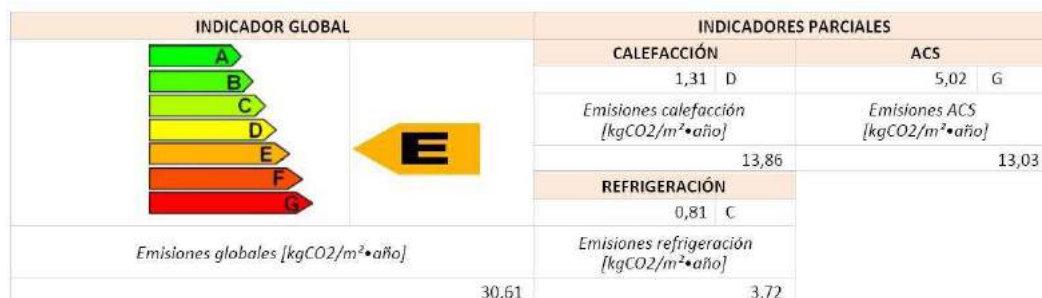 INDICADOR GLOBAL
INDICADORES PARCIALES
A
B
C
D
E
F
G
E
CALEFACCIÓN
ACS
1,31 D
5,02 G
Emisiones calefacción
[kgCO2/m²•año]
Emisiones ACS
[kgCO2/m²•año]
13,86
13,03
REFRIGERACIÓN
0,81 C
Emisiones globales [kgCO2/m²•año]
Emisiones refrigeración
[kgCO2/m²•año]
30,61
3,72